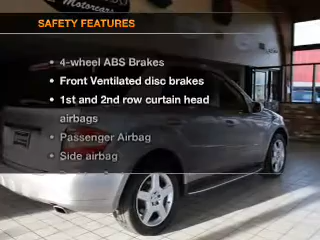 Motorcars
SAFETY FEATURES
• 4-wheel ABS Brakes
• Front Ventilated disc brakes
• 1st and 2nd row curtain head
airbags
• Passenger Airbag
• Side airbag